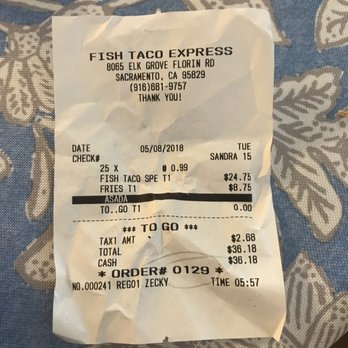 FISH TACO EXPRESS
8065 ELK GROVE FLORIN RD
SACRAMENTO, CA 95829
(916)681-9757
THANK YOU!
DATE 05/08/2018 TUE
CHECK# SANDRA 15
25 X @ 0.99
FISH TACO SPE T1 $24.75
FRIES T1 $8.75
ASADA
TO..GO T1 0.00
*** TO GO ***
TAX1 AMT $2.68
TOTAL $36.18
CASH $36.18
* ORDER# 0129 *
NO.000241 REG01 ZECKY TIME 05:57